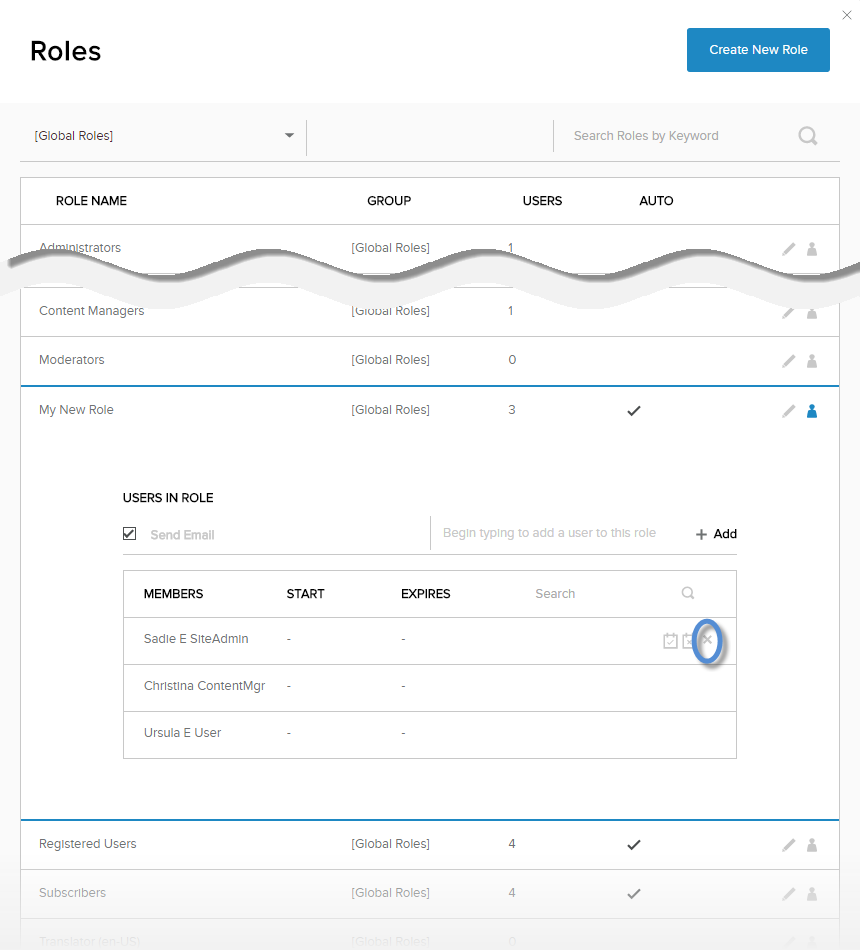 Roles
Create New Role
[Global Roles]
Search Roles by Keyword
ROLE NAME GROUP USERS AUTO
Administrators [Global Roles] 1
Content Managers [Global Roles] 1
Moderators [Global Roles] 0
My New Role [Global Roles] 3
USERS IN ROLE
Send Email Begin typing to add a user to this role + Add
MEMBERS START EXPIRES Search
Sadie E SiteAdmin - -
Christina ContentMgr - -
Ursula E User - -
Registered Users [Global Roles] 4
Subscribers [Global Roles] 4
Translator (en-US) [Global Roles] 0